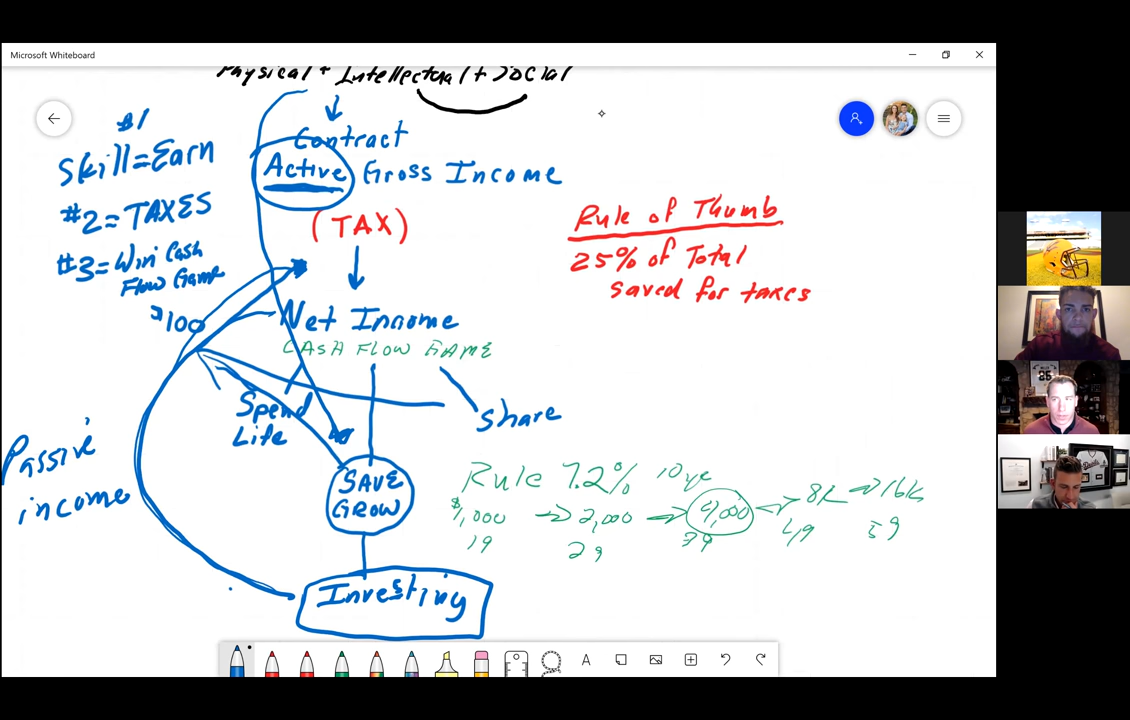 Microsoft Whiteboard
Physical + Intellectual + Social
Contract
Active Gross Income
(TAX)
Net Income
CASH FLOW GAME
Spend
Life
Share
SAVE
GROW
Investing
#1
Skill=Earn
#2=TAXES
#3=Win Cash
Flow Game
$100
Passive
income
Rule of Thumb
25% of Total
saved for taxes
Rule 7.2% 10yr
$1,000 2,000 4,000 8k 16k
19 29 39 49 59
A